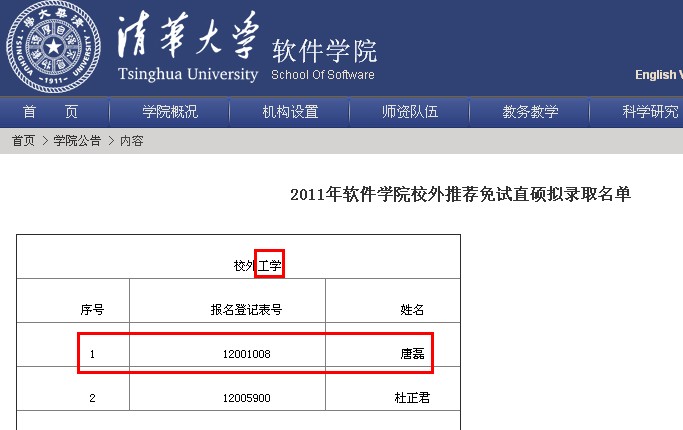 清華大学
Tsinghua University
软件学院
School Of Software
English V
首 页 学院概况 机构设置 师资队伍 教务教学 科学研究
首页 > 学院公告 > 内容
2011年软件学院校外推荐免试直硕拟录取名单
校外工学
序号 报名登记表号 姓名
1 12001008 唐磊
2 12005900 杜正君
TSINGHUA UNIVERSITY
-1911-